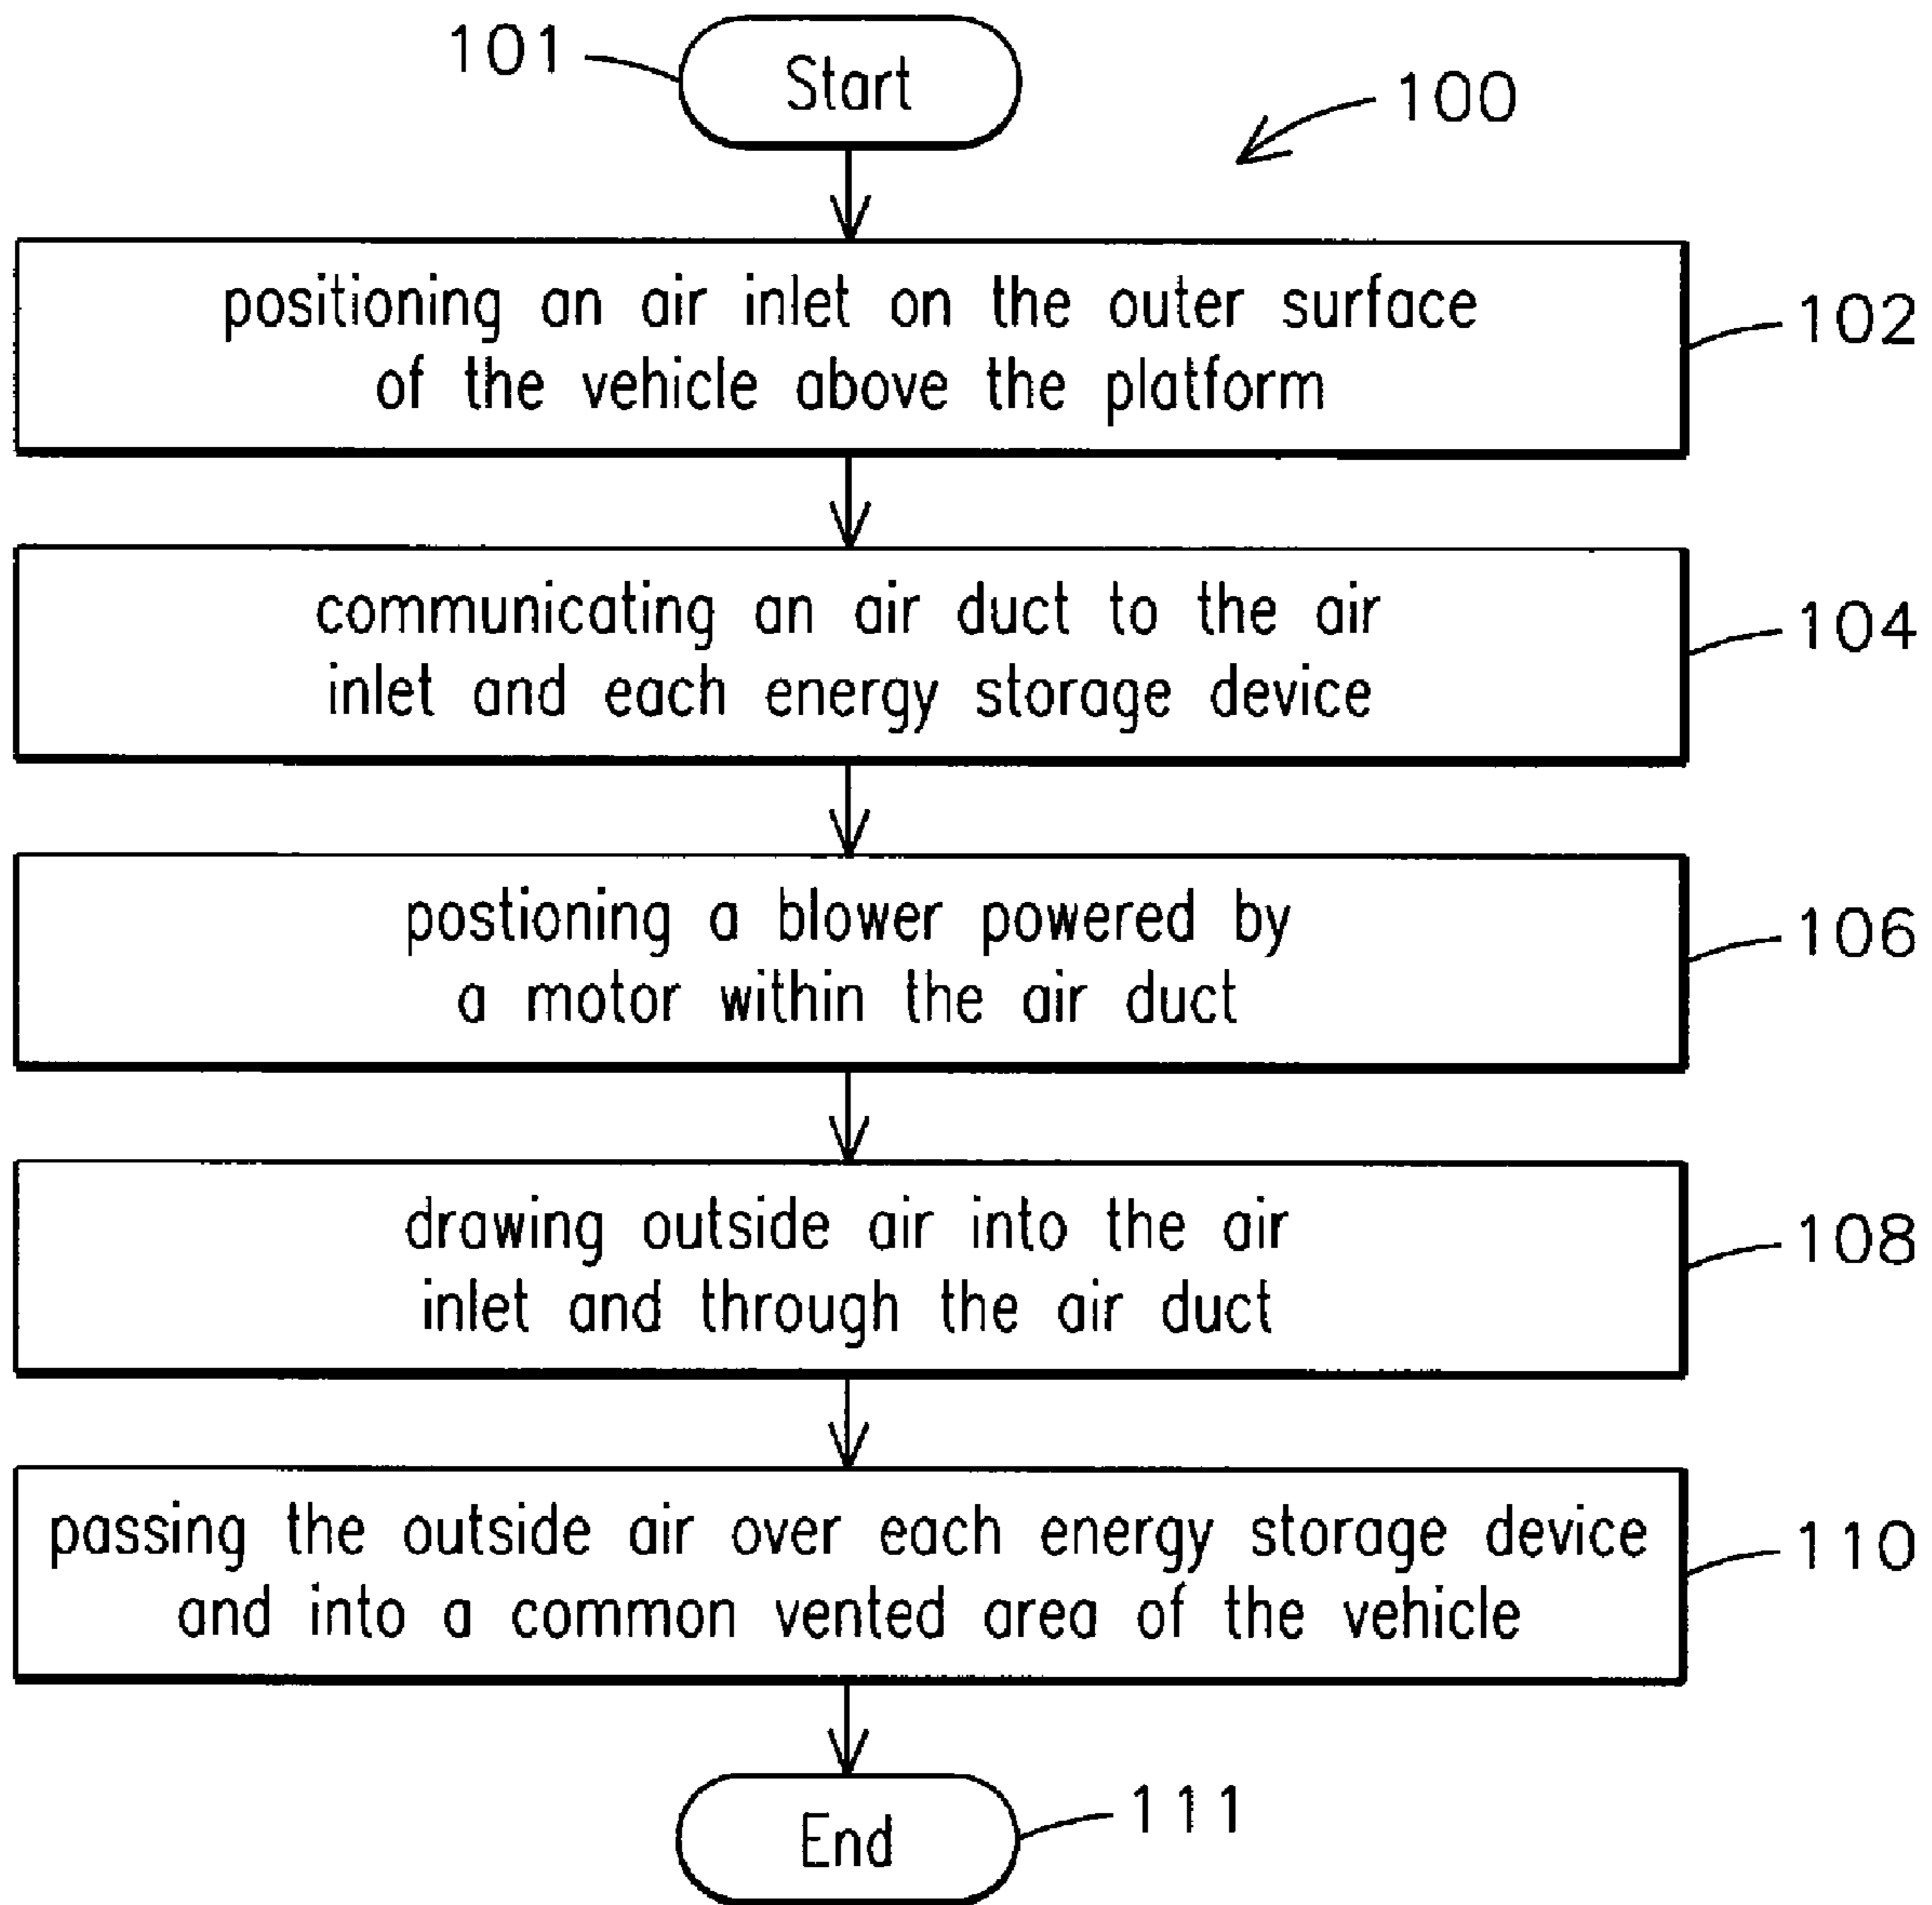 101
Start
100
positioning an air inlet on the outer surface
of the vehicle above the platform
102
communicating an air duct to the air
inlet and each energy storage device
104
postioning a blower powered by
a motor within the air duct
106
drawing outside air into the air
inlet and through the air duct
108
passing the outside air over each energy storage device
and into a common vented area of the vehicle
110
End
111